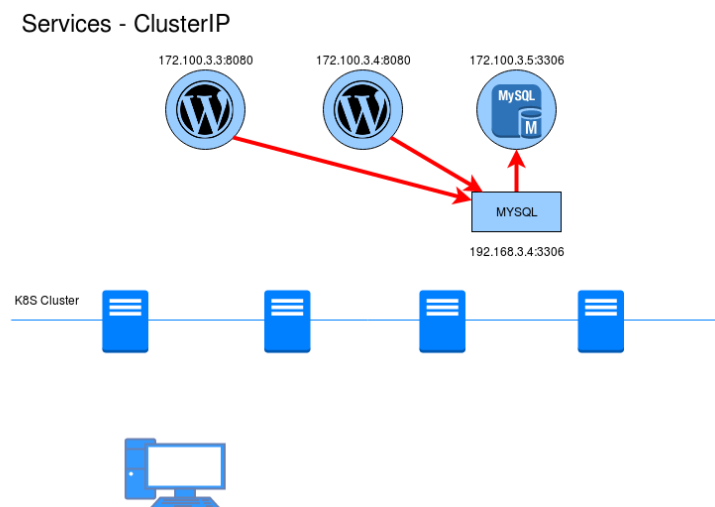 Services - ClusterIP
172.100.3.3:8080
172.100.3.4:8080
172.100.3.5:3306
MySQL
M
MYSQL
192.168.3.4:3306
K8S Cluster